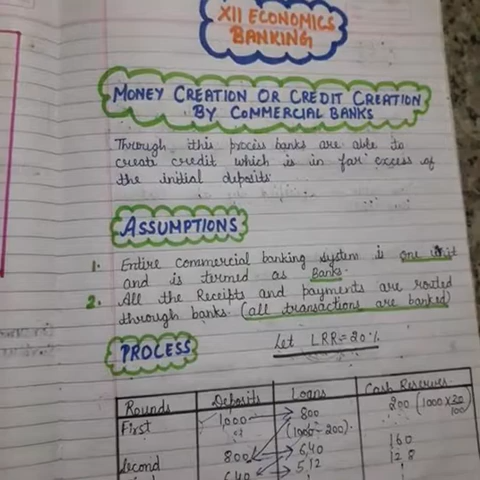 XII ECONOMICS
BANKING
MONEY CREATION OR CREDIT CREATION
BY COMMERCIAL BANKS
Through this process banks are able to
create credit which is in far excess of
the initial deposits
ASSUMPTIONS
1. Entire commercial banking system is one unit
and is termed as Banks.
2. All the Receipts and payments are routed
through banks. (all transactions are banked)
PROCESS
Let LRR=20%
Rounds Deposits Loans Cash Reserves
First 1,000 800 200 (1000×20/100)
(1000-200).
Second 800 6,40 160
640 5,12 128